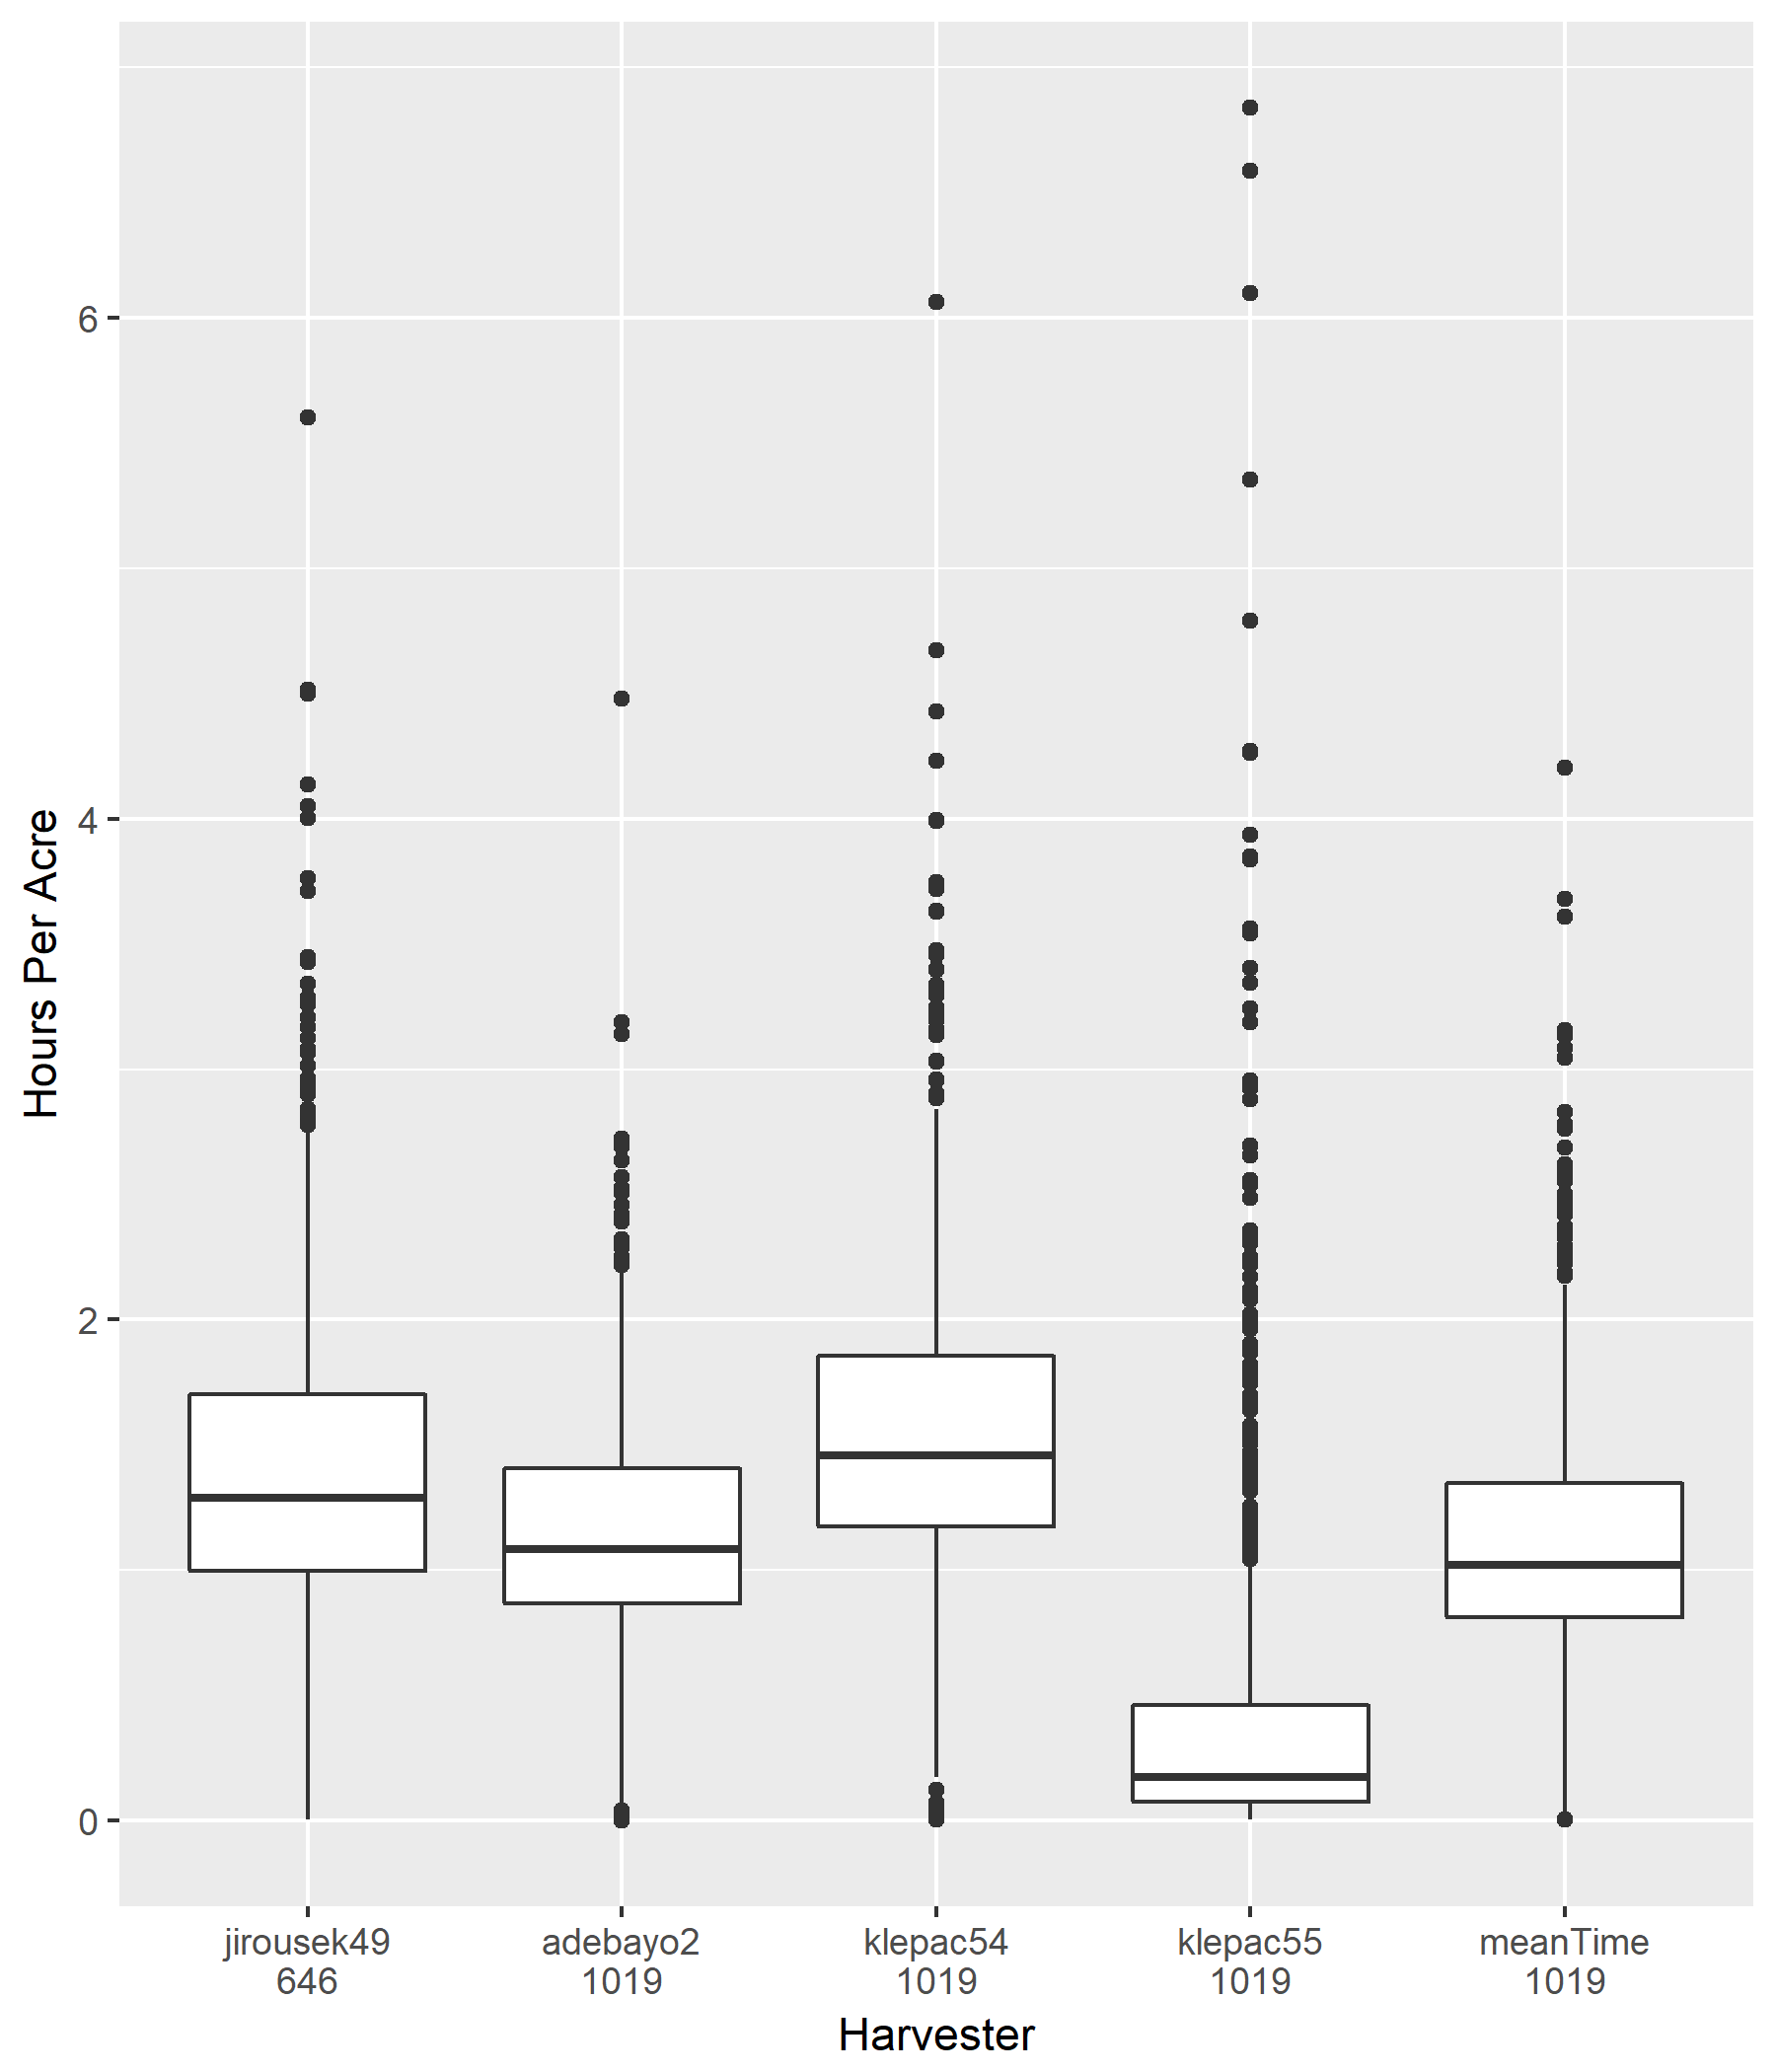 Hours Per Acre
6
4
2
0
jirousek49 adebayo2 klepac54 klepac55 meanTime
646 1019 1019 1019 1019
Harvester